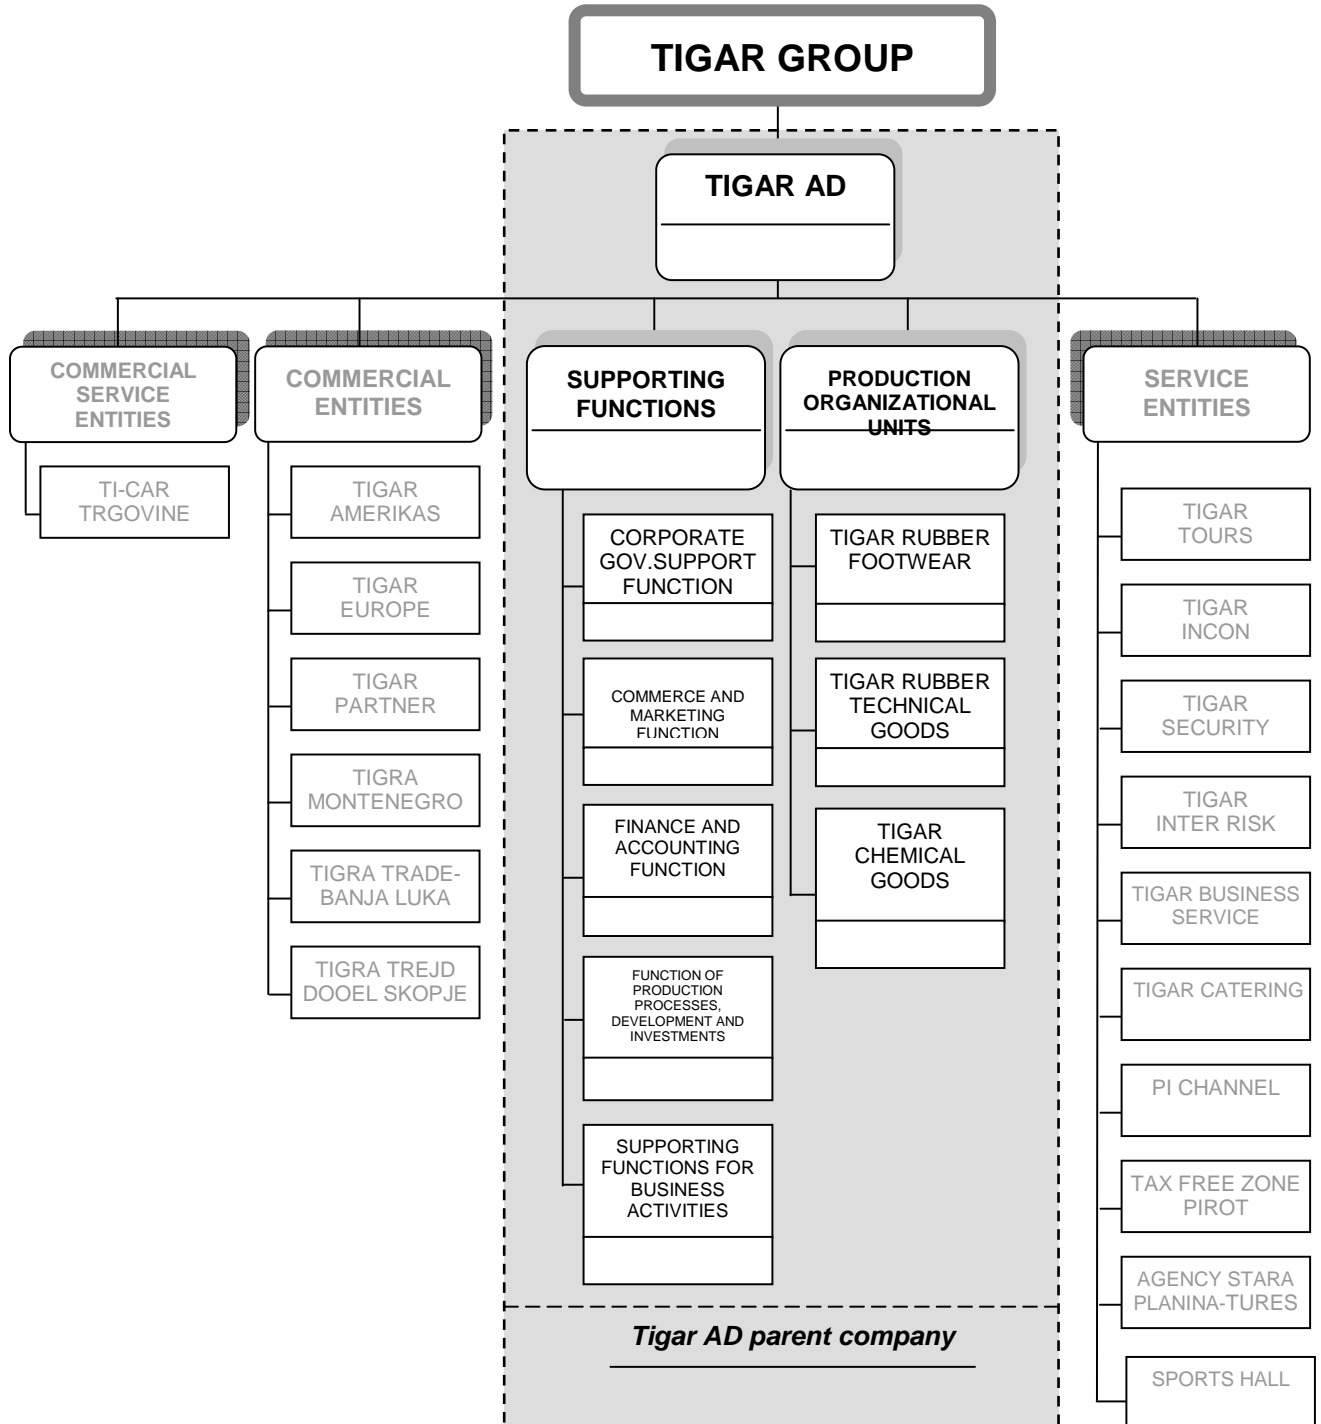 TIGAR GROUP
TIGAR AD
COMMERCIAL
SERVICE
ENTITIES
TI-CAR
TRGOVINE
COMMERCIAL
ENTITIES
TIGAR
AMERIKAS
TIGAR
EUROPE
TIGAR
PARTNER
TIGRA
MONTENEGRO
TIGRA TRADE-
BANJA LUKA
TIGRA TREJD
DOOEL SKOPJE
SUPPORTING
FUNCTIONS
CORPORATE
GOV.SUPPORT
FUNCTION
COMMERCE AND
MARKETING
FUNCTION
FINANCE AND
ACCOUNTING
FUNCTION
FUNCTION OF
PRODUCTION
PROCESSES,
DEVELOPMENT AND
INVESTMENTS
SUPPORTING
FUNCTIONS FOR
BUSINESS
ACTIVITIES
PRODUCTION
ORGANIZATIONAL
UNITS
TIGAR RUBBER
FOOTWEAR
TIGAR RUBBER
TECHNICAL
GOODS
TIGAR
CHEMICAL
GOODS
SERVICE
ENTITIES
TIGAR
TOURS
TIGAR
INCON
TIGAR
SECURITY
TIGAR
INTER RISK
TIGAR BUSINESS
SERVICE
TIGAR CATERING
PI CHANNEL
TAX FREE ZONE
PIROT
AGENCY STARA
PLANINA-TURES
SPORTS HALL
Tigar AD parent company